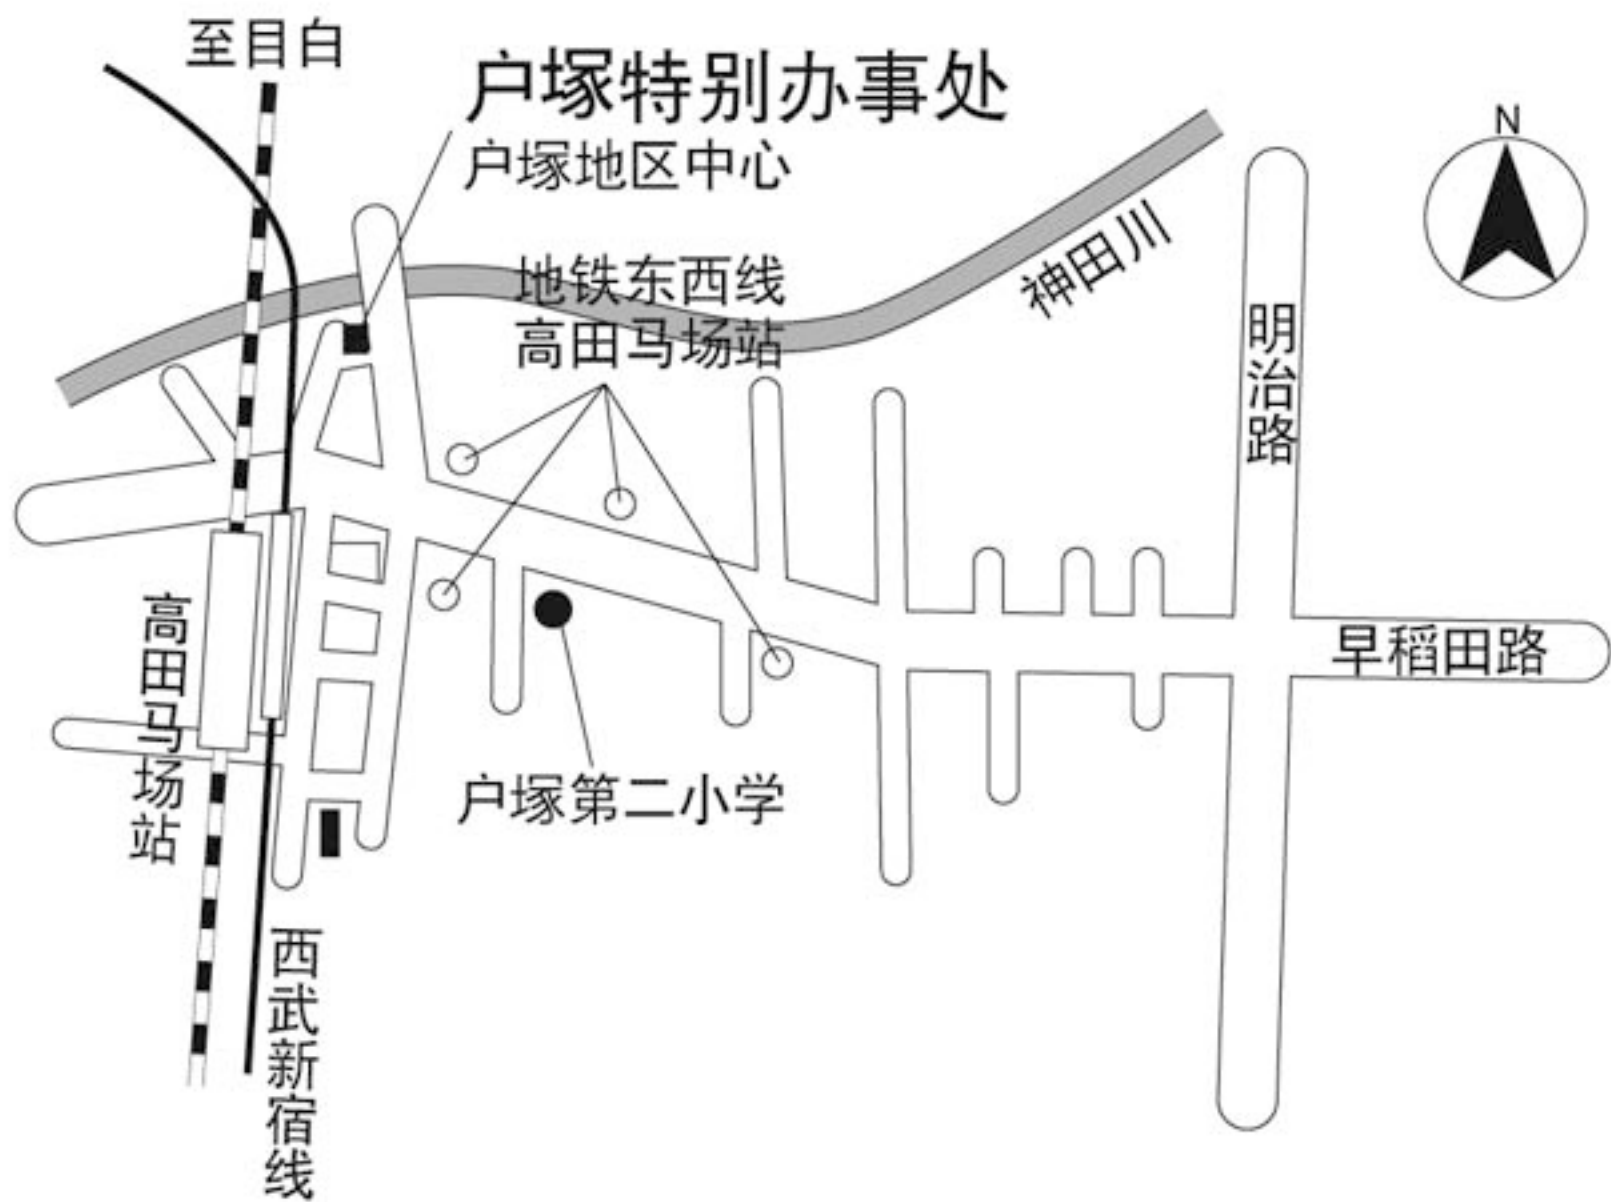 至目白
户塚特别办事处
户塚地区中心
N
地铁东西线
高田马场站
神田川
明治路
早稻田路
高田马场站
户塚第二小学
西武新宿线